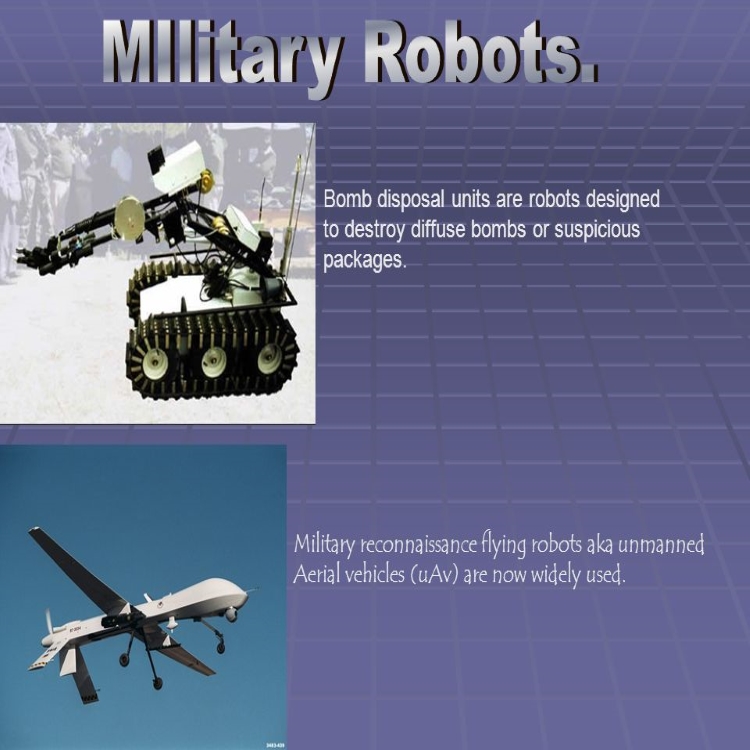 MIlitary Robots.
Bomb disposal units are robots designed
to destroy diffuse bombs or suspicious
packages.
Military reconnaissance flying robots aka unmanned
Aerial vehicles (uAv) are now widely used.